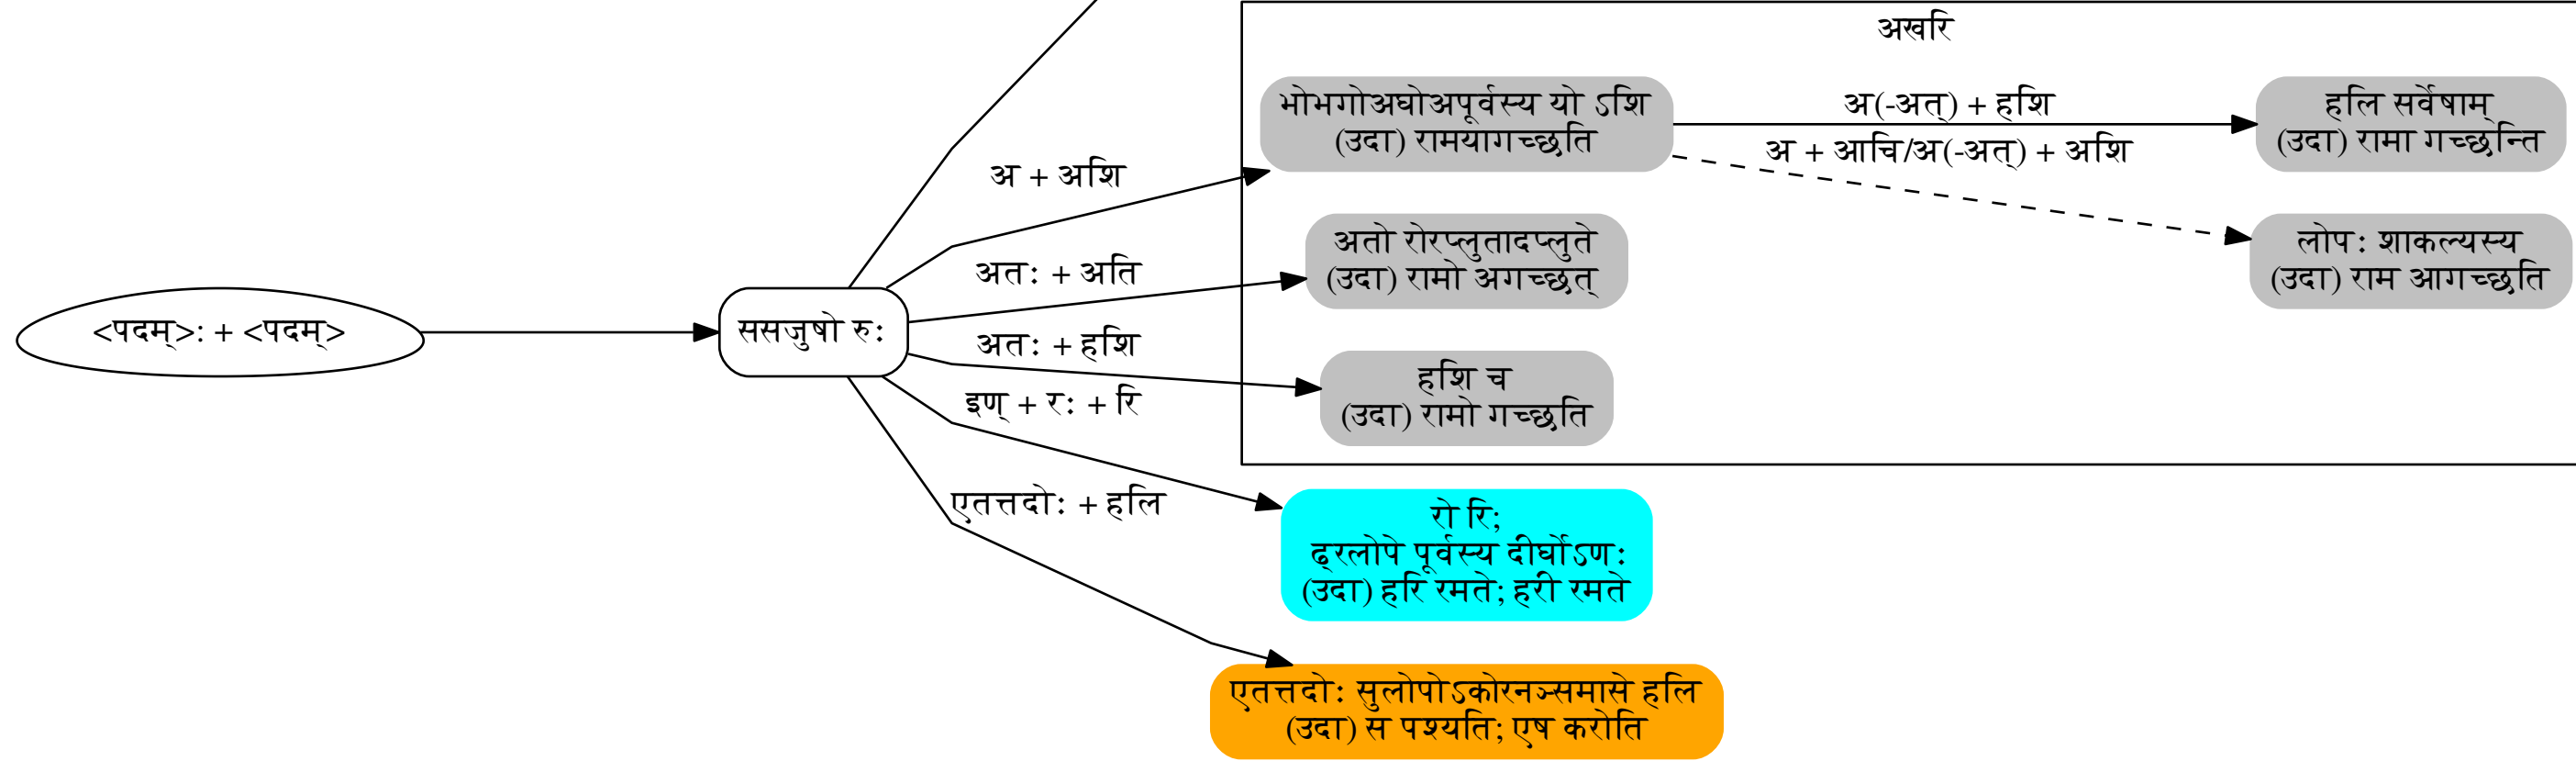 <पदम्>: + <पदम्>
ससजुषो रुः
अ + अशि
अतः + अति
अतः + हशि
इण् + रः + रि
एतत्तदोः + हलि
अखरि
भोभगोअघोअपूर्वस्य यो ऽशि
(उदा) रामयागच्छति
अ(-अत्) + हशि
अ + आचि/अ(-अत्) + अशि
हलि सर्वेषाम्
(उदा) रामा गच्छन्ति
लोपः शाकल्यस्य
(उदा) राम आगच्छति
अतो रोरप्लुतादप्लुते
(उदा) रामो अगच्छत्
हशि च
(उदा) रामो गच्छति
रो रि;
ढ्रलोपे पूर्वस्य दीर्घोऽणः
(उदा) हरि रमते; हरी रमते
एतत्तदोः सुलोपोऽकोरनञ्समासे हलि
(उदा) स पश्यति; एष करोति